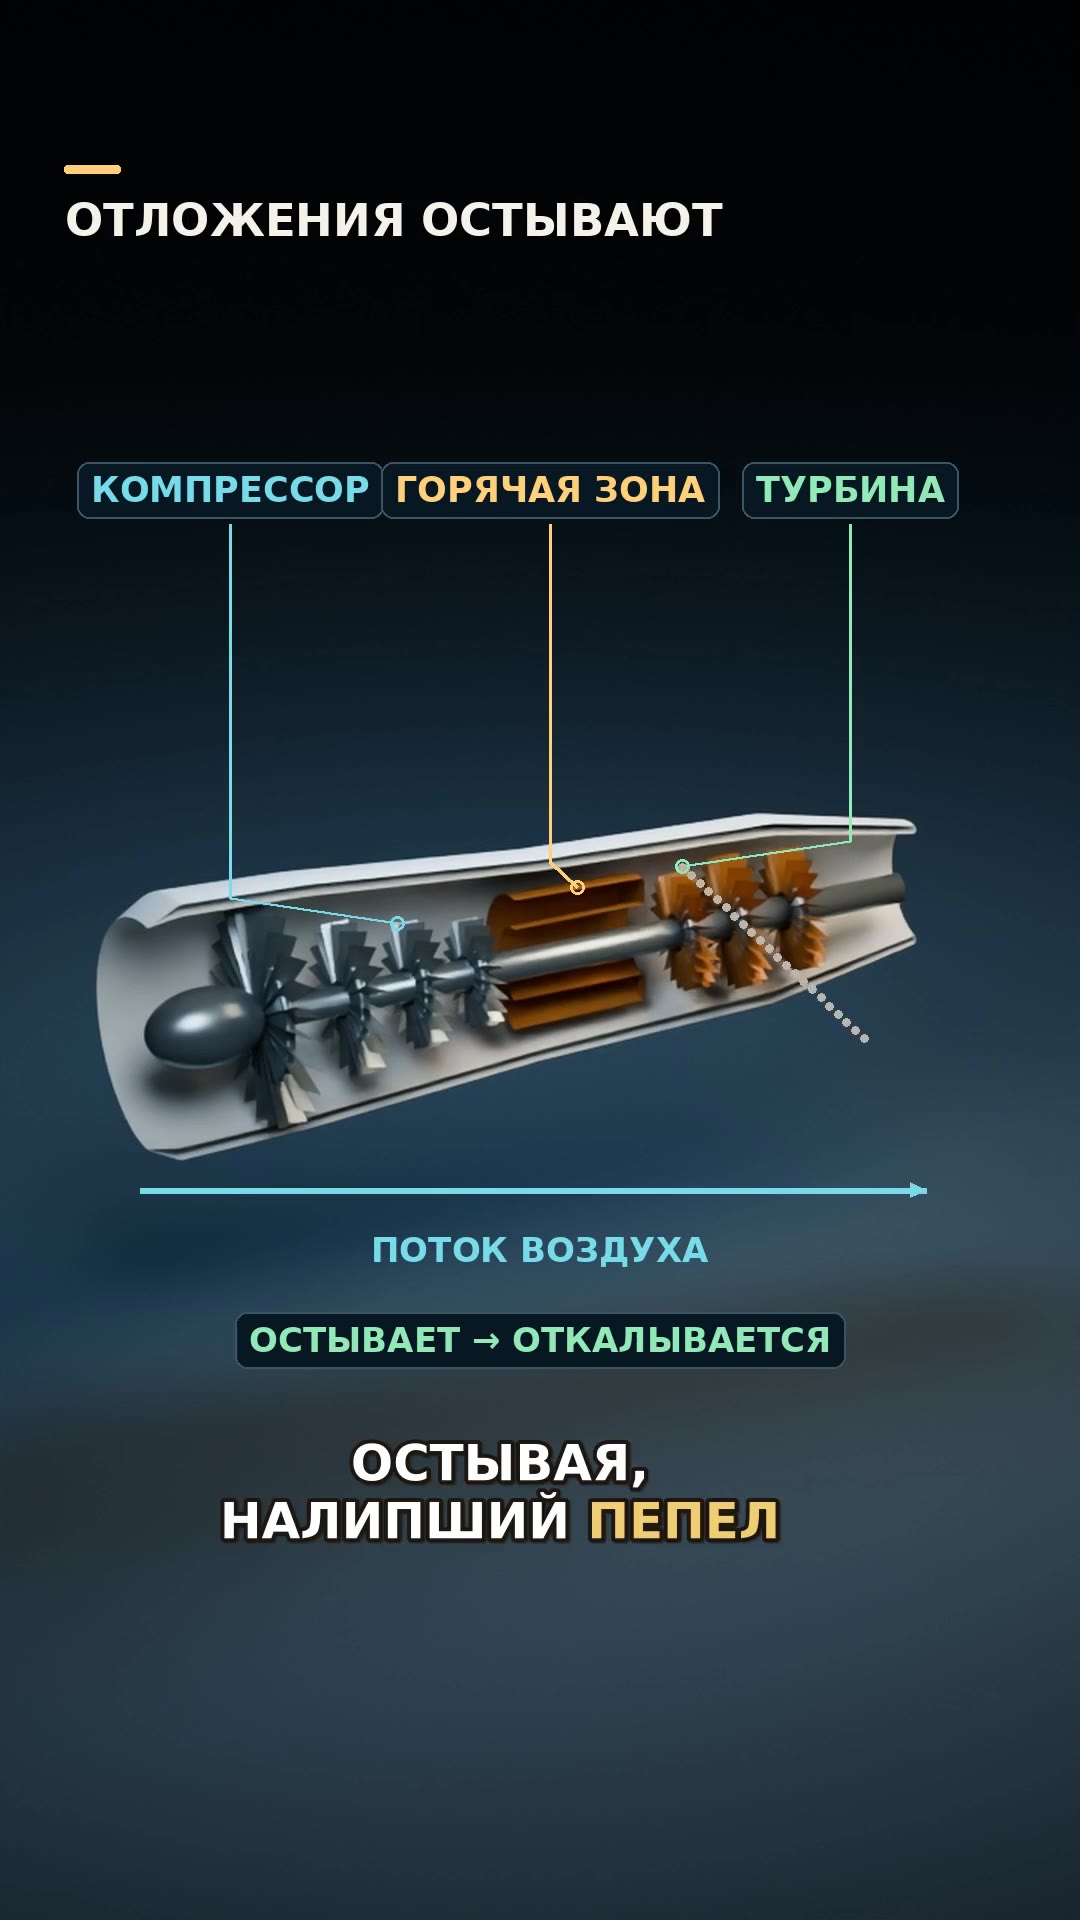 ОТЛОЖЕНИЯ ОСТЫВАЮТ
КОМПРЕССОР
ГОРЯЧАЯ ЗОНА
ТУРБИНА
ПОТОК ВОЗДУХА
ОСТЫВАЕТ → ОТКАЛЫВАЕТСЯ
ОСТЫВАЯ,
НАЛИПШИЙ ПЕПЕЛ